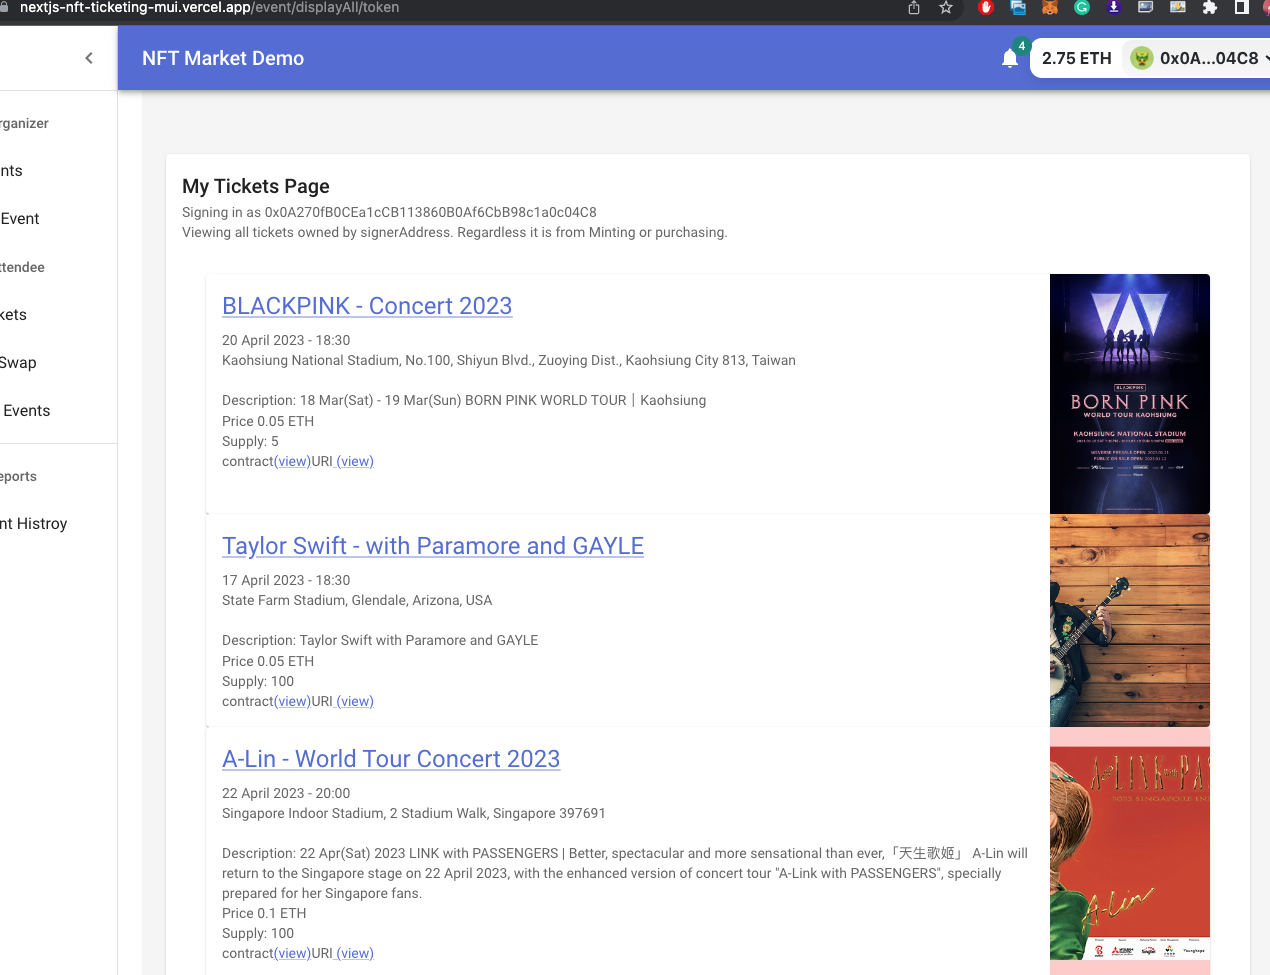 nextjs-nft-ticketing-mui.vercel.app/event/displayAll/token
NFT Market Demo
4
2.75 ETH
0x0A...04C8
rganizer
nts
Event
ttendee
kets
Swap
Events
eports
nt Histroy
My Tickets Page
Signing in as 0x0A270fB0CEa1cCB113860B0Af6CbB98c1a0c04C8
Viewing all tickets owned by signerAddress. Regardless it is from Minting or purchasing.
BLACKPINK - Concert 2023
20 April 2023 - 18:30
Kaohsiung National Stadium, No.100, Shiyun Blvd., Zuoying Dist., Kaohsiung City 813, Taiwan
Description: 18 Mar(Sat) - 19 Mar(Sun) BORN PINK WORLD TOUR｜Kaohsiung
Price 0.05 ETH
Supply: 5
contract(view)URI (view)
BLACKPINK
BORN PINK
WORLD TOUR KAOHSIUNG
KAOHSIUNG NATIONAL STADIUM
Taylor Swift - with Paramore and GAYLE
17 April 2023 - 18:30
State Farm Stadium, Glendale, Arizona, USA
Description: Taylor Swift with Paramore and GAYLE
Price 0.05 ETH
Supply: 100
contract(view)URI (view)
A-Lin - World Tour Concert 2023
22 April 2023 - 20:00
Singapore Indoor Stadium, 2 Stadium Walk, Singapore 397691
Description: 22 Apr(Sat) 2023 LINK with PASSENGERS | Better, spectacular and more sensational than ever,「天生歌姬」 A-Lin will
return to the Singapore stage on 22 April 2023, with the enhanced version of concert tour "A-Link with PASSENGERS", specially
prepared for her Singapore fans.
Price 0.1 ETH
Supply: 100
contract(view)URI (view)
A-LINK with PA
A-Lin